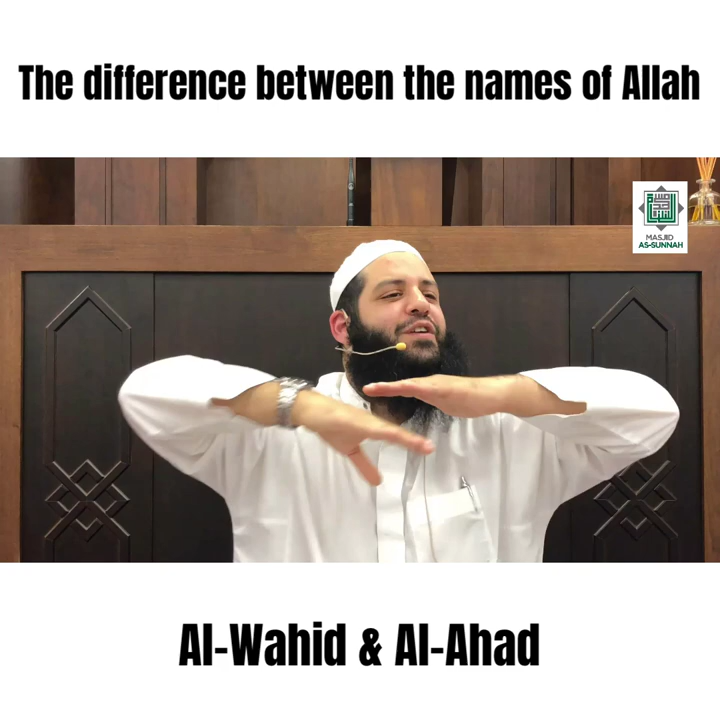 The difference between the names of Allah
MASJID
AS-SUNNAH
Al-Wahid & Al-Ahad